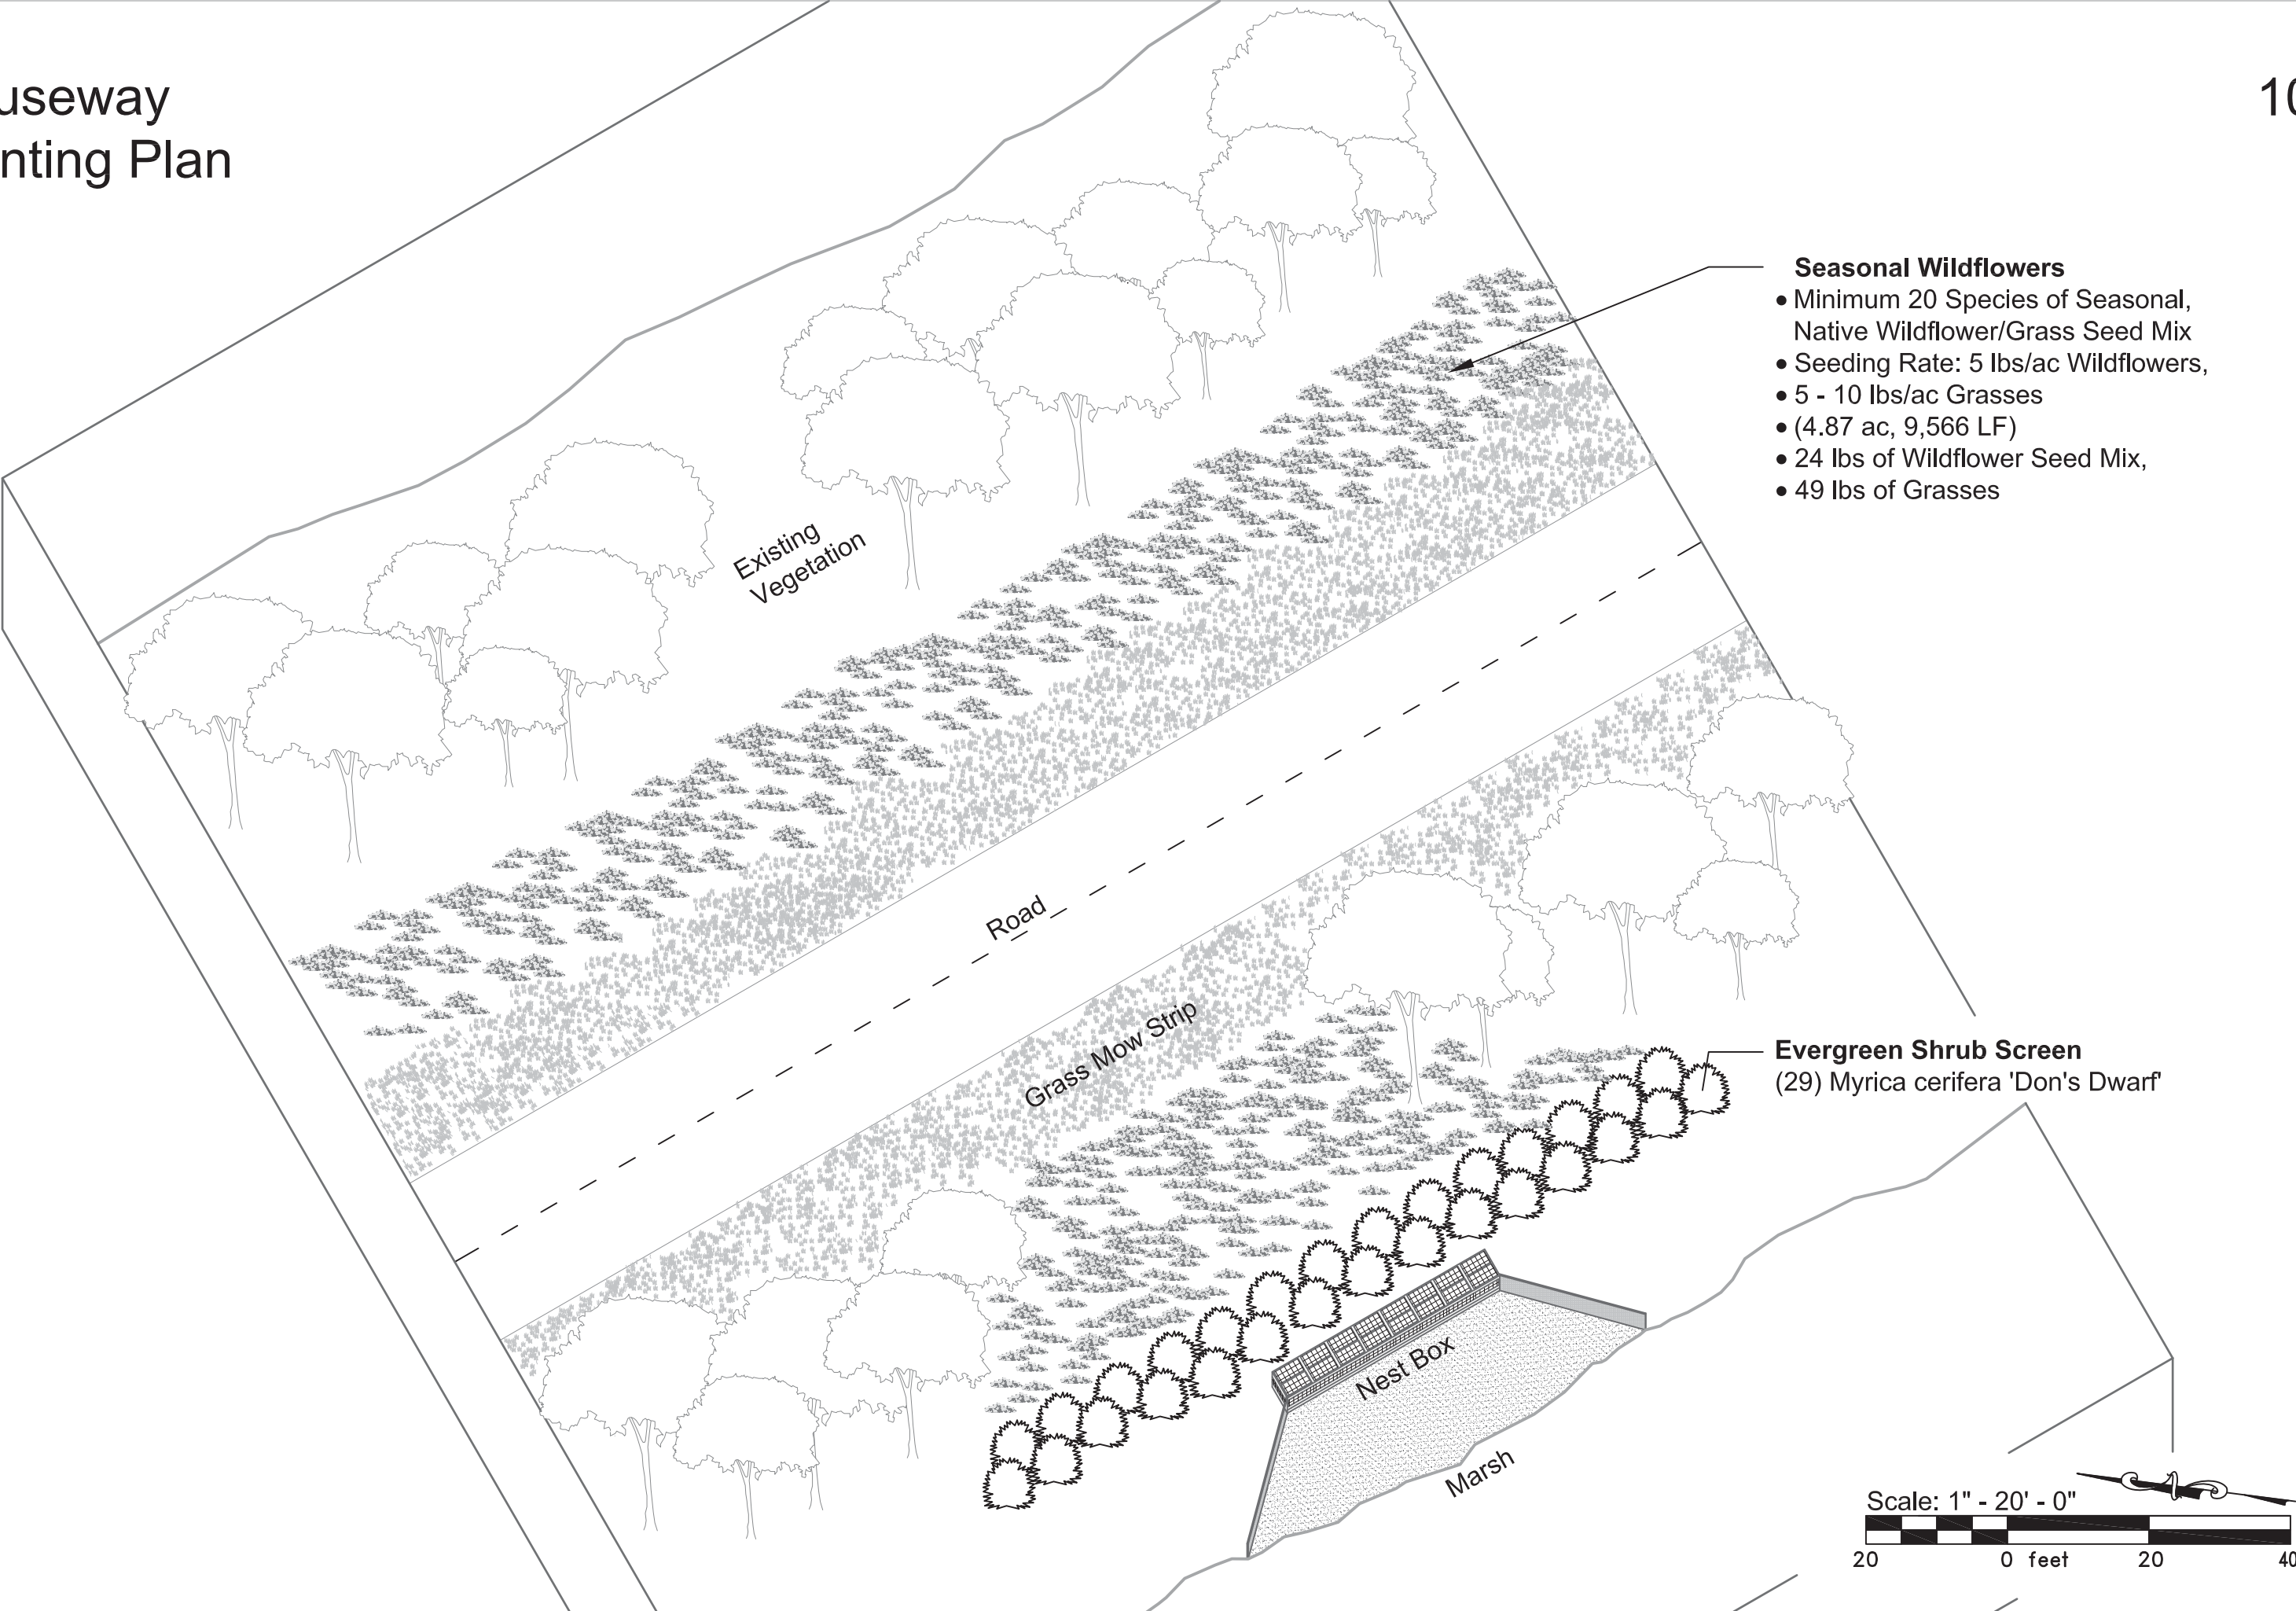 useway
nting Plan
10
Seasonal Wildflowers
• Minimum 20 Species of Seasonal,
Native Wildflower/Grass Seed Mix
• Seeding Rate: 5 lbs/ac Wildflowers,
• 5 - 10 lbs/ac Grasses
• (4.87 ac, 9,566 LF)
• 24 lbs of Wildflower Seed Mix,
• 49 lbs of Grasses
Existing
Vegetation
Road
Grass Mow Strip
Evergreen Shrub Screen
(29) Myrica cerifera 'Don's Dwarf'
Nest Box
Marsh
Scale: 1" - 20' - 0"
20 0 feet 20 40